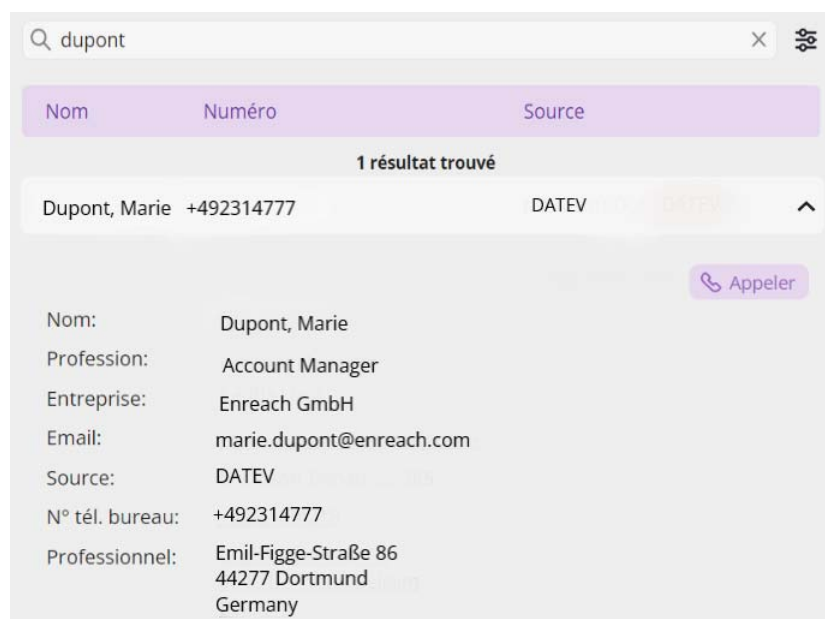 dupont
Nom Numéro Source
1 résultat trouvé
Dupont, Marie +492314777 DATEV
Appeler
Nom: Dupont, Marie
Profession: Account Manager
Entreprise: Enreach GmbH
Email: marie.dupont@enreach.com
Source: DATEV
N° tél. bureau: +492314777
Professionnel: Emil-Figge-Straße 86
44277 Dortmund
Germany